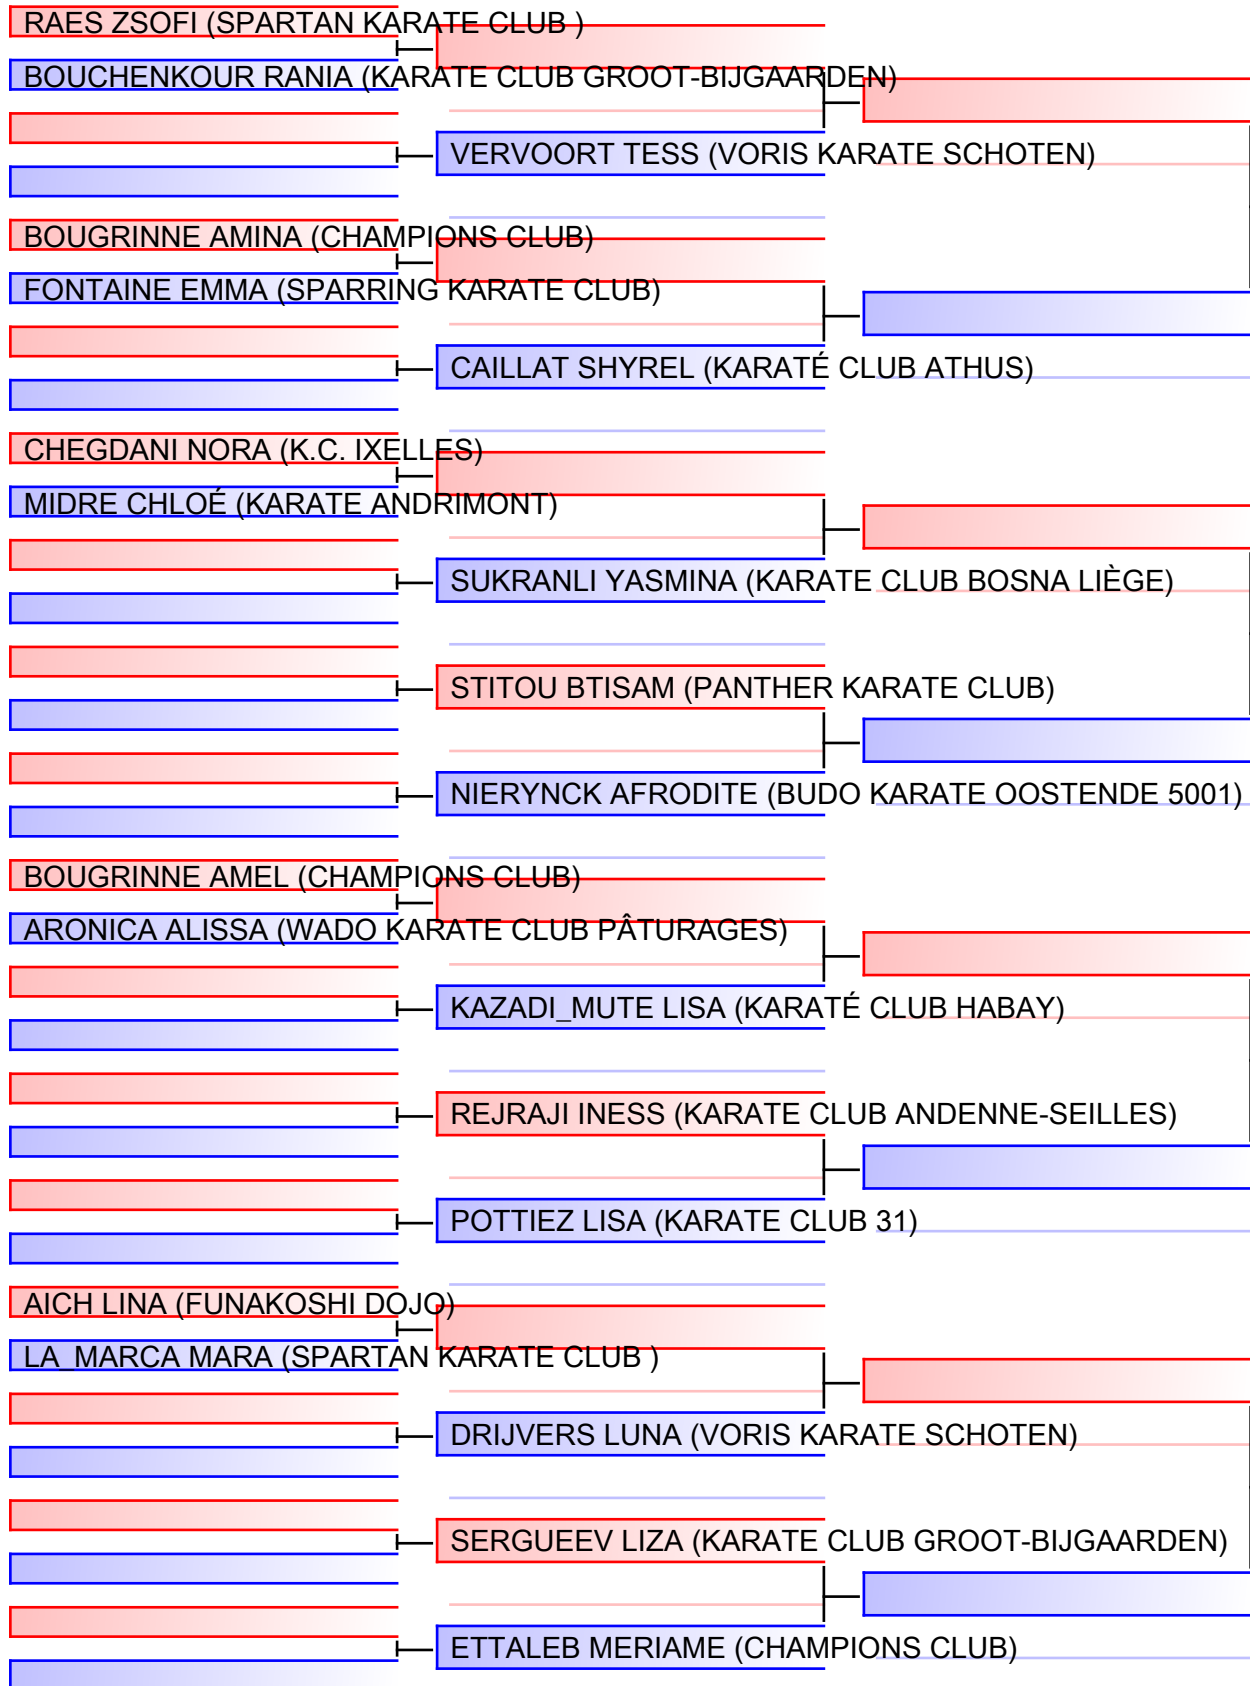 RAES ZSOFI (SPARTAN KARATE CLUB )
BOUCHENKOUR RANIA (KARATE CLUB GROOT-BIJGAARDEN)
VERVOORT TESS (VORIS KARATE SCHOTEN)
BOUGRINNE AMINA (CHAMPIONS CLUB)
FONTAINE EMMA (SPARRING KARATE CLUB)
CAILLAT SHYREL (KARATÉ CLUB ATHUS)
CHEGDANI NORA (K.C. IXELLES)
MIDRE CHLOÉ (KARATE ANDRIMONT)
SUKRANLI YASMINA (KARATE CLUB BOSNA LIÈGE)
STITOU BTISAM (PANTHER KARATE CLUB)
NIERYNCK AFRODITE (BUDO KARATE OOSTENDE 5001)
BOUGRINNE AMEL (CHAMPIONS CLUB)
ARONICA ALISSA (WADO KARATE CLUB PÂTURAGES)
KAZADI_MUTE LISA (KARATÉ CLUB HABAY)
REJRAJI INESS (KARATE CLUB ANDENNE-SEILLES)
POTTIEZ LISA (KARATE CLUB 31)
AICH LINA (FUNAKOSHI DOJO)
LA_MARCA MARA (SPARTAN KARATE CLUB )
DRIJVERS LUNA (VORIS KARATE SCHOTEN)
SERGUEEV LIZA (KARATE CLUB GROOT-BIJGAARDEN)
ETTALEB MERIAME (CHAMPIONS CLUB)